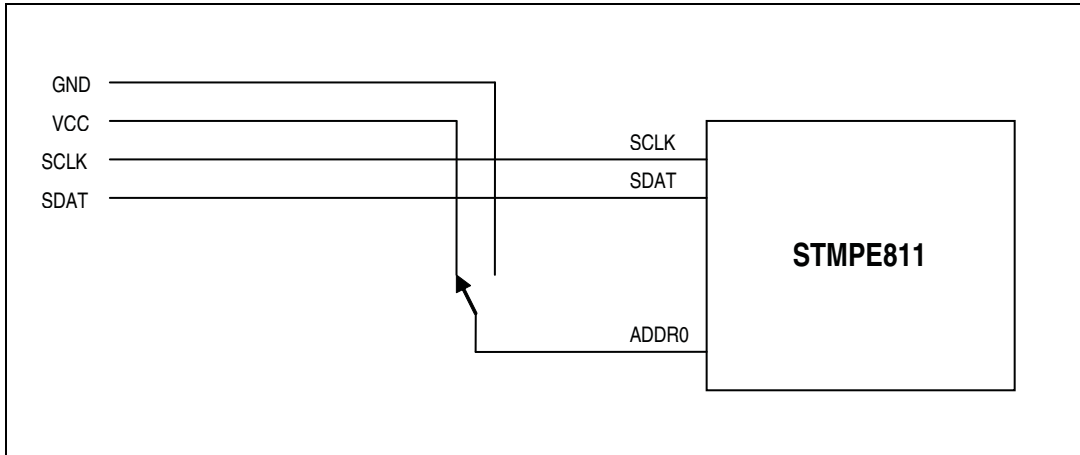 GND
VCC
SCLK
SDAT
SCLK
SDAT
STMPE811
ADDR0